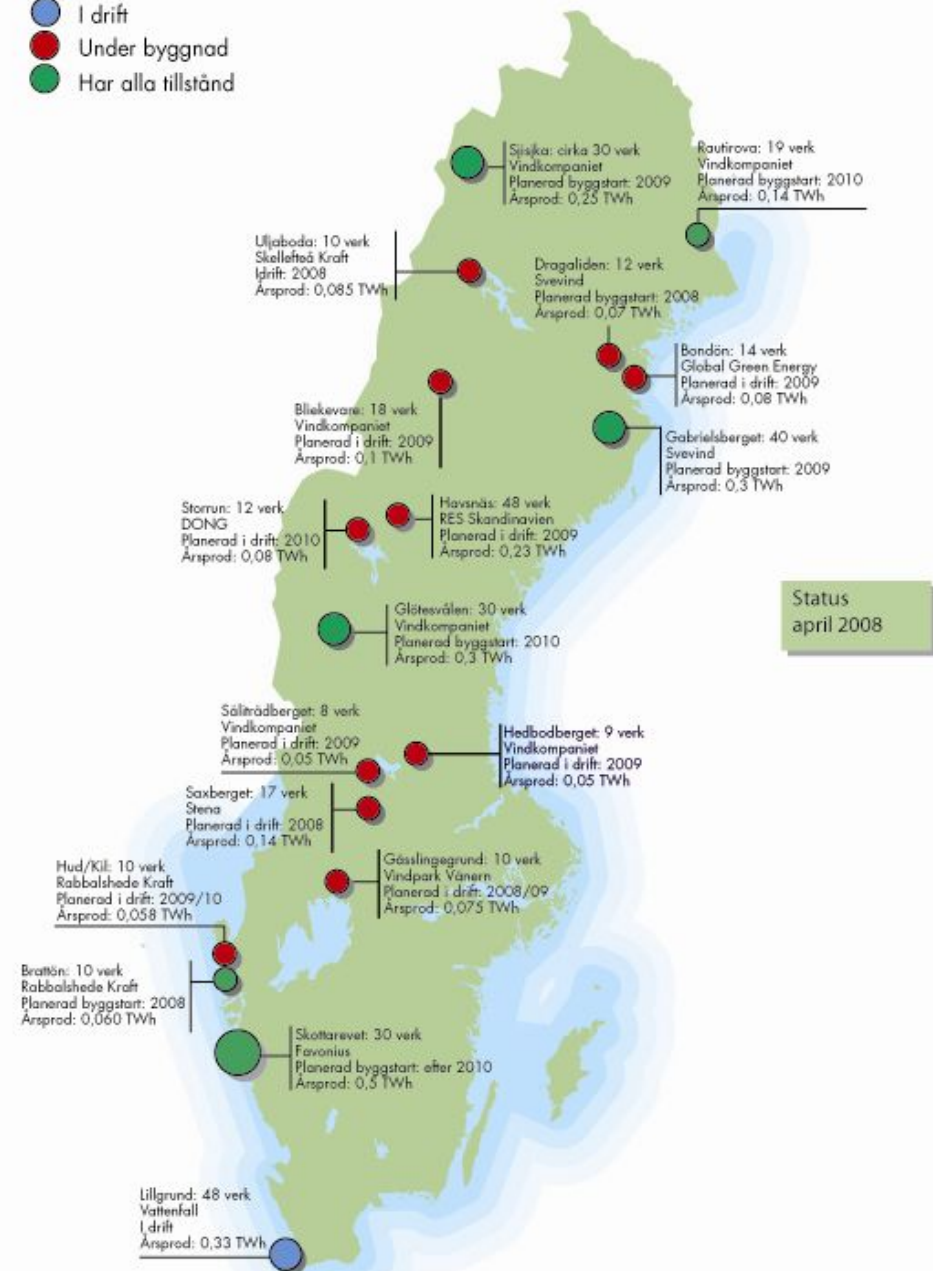 I drift
Under byggnad
Har alla tillstånd
Sjisjka: cirka 30 verk
Vindkompaniet
Planerad byggstart: 2009
Årsprod: 0,25 TWh
Rautirova: 19 verk
Vindkompaniet
Planerad byggstart: 2010
Årsprod: 0,14 TWh
Uljaboda: 10 verk
Skellefteå Kraft
Idrift: 2008
Årsprod: 0,085 TWh
Dragaliden: 12 verk
Svevind
Planerad byggstart: 2008
Årsprod: 0,07 TWh
Bondön: 14 verk
Global Green Energy
Planerad i drift: 2009
Årsprod: 0,08 TWh
Bliekevare: 18 verk
Vindkompaniet
Planerad i drift: 2009
Årsprod: 0,1 TWh
Gabrielsberget: 40 verk
Svevind
Planerad byggstart: 2009
Årsprod: 0,3 TWh
Storrun: 12 verk
DONG
Planerad i drift: 2010
Årsprod: 0,08 TWh
Havsnäs: 48 verk
RES Skandinavien
Planerad i drift: 2009
Årsprod: 0,23 TWh
Status
april 2008
Glötesvålen: 30 verk
Vindkompaniet
Planerad byggstart: 2010
Årsprod: 0,3 TWh
Säliträdberget: 8 verk
Vindkompaniet
Planerad i drift: 2009
Årsprod: 0,05 TWh
Hedbodberget: 9 verk
Vindkompaniet
Planerad i drift: 2009
Årsprod: 0,05 TWh
Saxberget: 17 verk
Stena
Planerad i drift: 2008
Årsprod: 0,14 TWh
Hud/Kil: 10 verk
Rabbalshede Kraft
Planerad i drift: 2009/10
Årsprod: 0,058 TWh
Gässlingegrund: 10 verk
Vindpark Vänern
Planerad i drift: 2008/09
Årsprod: 0,075 TWh
Brattön: 10 verk
Rabbalshede Kraft
Planerad byggstart: 2008
Årsprod: 0,060 TWh
Skottarevet: 30 verk
Favonius
Planerad byggstart: efter 2010
Årsprod: 0,5 TWh
Lillgrund: 48 verk
Vattenfall
I drift
Årsprod: 0,33 TWh